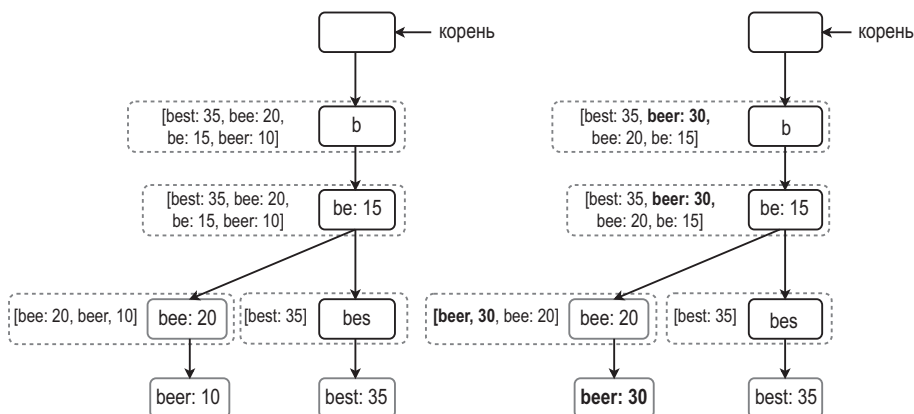 корень
[best: 35, bee: 20,
be: 15, beer: 10]
b
[best: 35, bee: 20,
be: 15, beer: 10]
be: 15
[bee: 20, beer, 10]
bee: 20
[best: 35]
bes
beer: 10
best: 35
корень
[best: 35, beer: 30,
bee: 20, be: 15]
b
[best: 35, beer: 30,
bee: 20, be: 15]
be: 15
[beer, 30, bee: 20]
bee: 20
[best: 35]
bes
beer: 30
best: 35